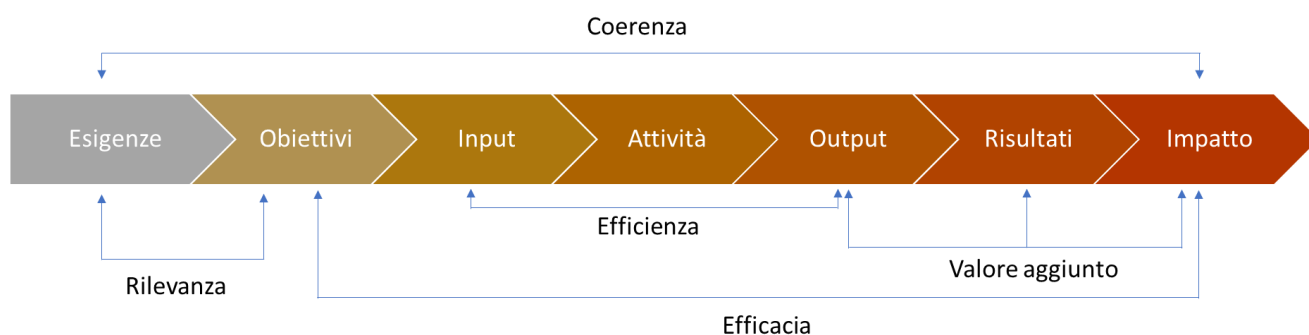 Coerenza
Esigenze
Obiettivi
Input
Attività
Output
Risultati
Impatto
Efficienza
Valore aggiunto
Rilevanza
Efficacia